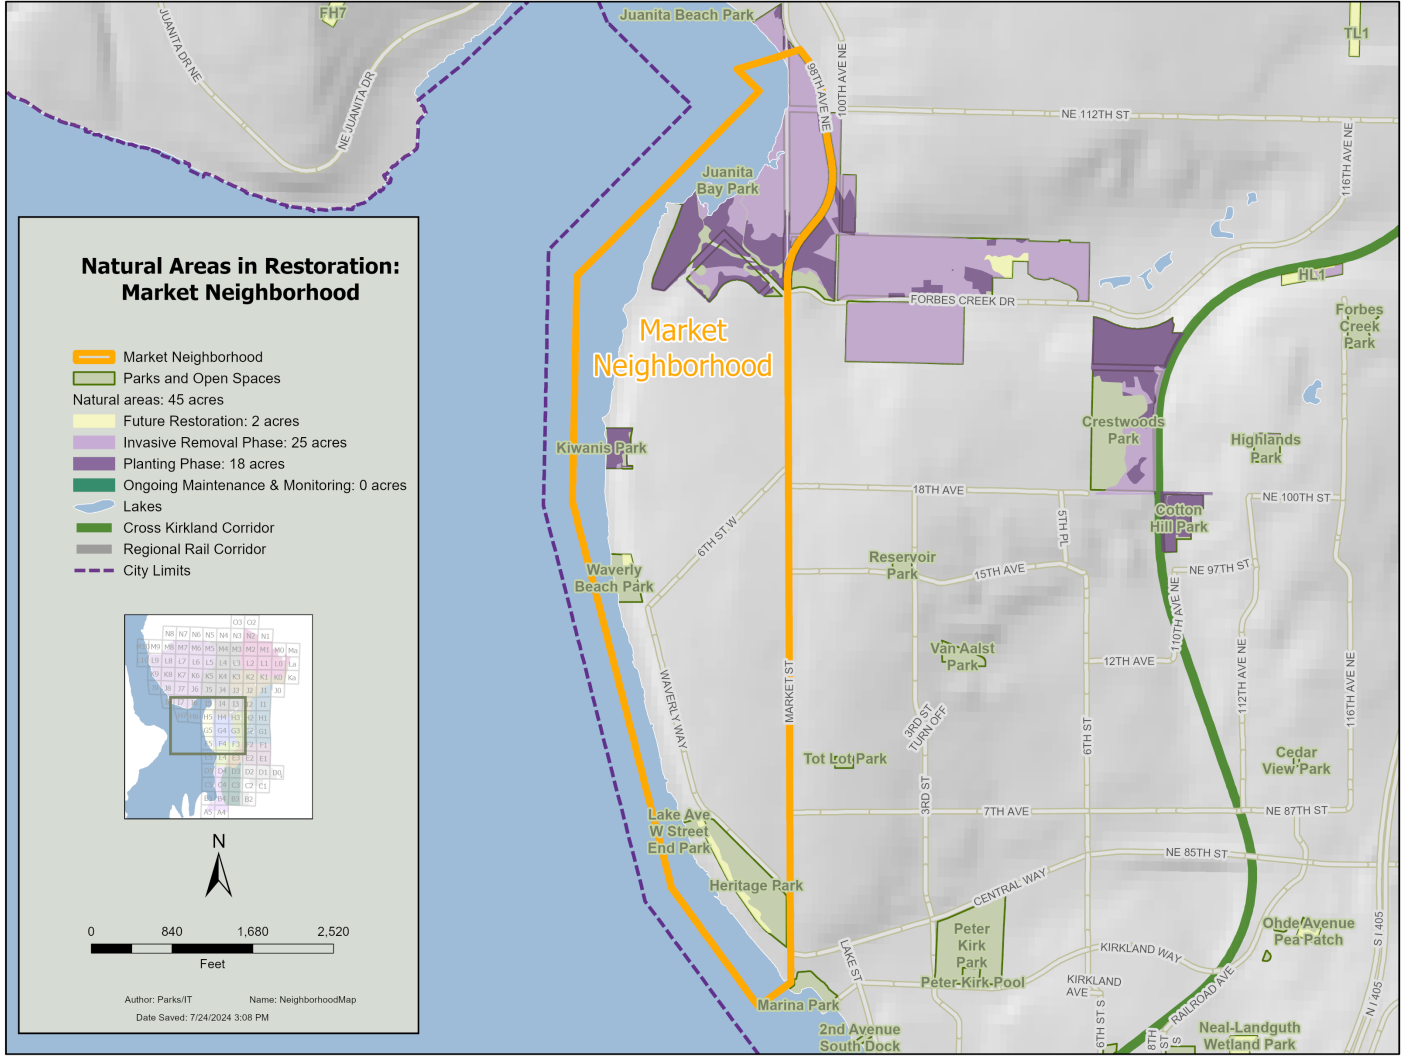 Natural Areas in Restoration:
Market Neighborhood
Market Neighborhood
Parks and Open Spaces
Natural areas: 45 acres
Future Restoration: 2 acres
Invasive Removal Phase: 25 acres
Planting Phase: 18 acres
Ongoing Maintenance & Monitoring: 0 acres
Lakes
Cross Kirkland Corridor
Regional Rail Corridor
City Limits
N
0 840 1,680 2,520
Feet
Author: Parks/IT Name: NeighborhoodMap
Date Saved: 7/24/2024 3:08 PM
FH7
JUANITA DR NE
NE JUANITA DR
Juanita Beach Park
98TH AVE NE
100TH AVE NE
TL1
NE 112TH ST
116TH AVE NE
Juanita
Bay Park
FORBES CREEK DR
HL1
Forbes
Creek
Park
Market
Neighborhood
Crestwoods
Park
Highlands
Park
Kiwanis Park
18TH AVE
NE 100TH ST
Cotton
Hill Park
5TH PL
6TH ST W
Waverly
Beach Park
Reservoir
Park
15TH AVE
NE 97TH ST
110TH AVE NE
Van Aalst
Park
12TH AVE
112TH AVE NE
116TH AVE NE
MARKET ST
WAVERLY WAY
3RD ST
TURN OFF
6TH ST
Tot Lot Park
Cedar
View Park
3RD ST
7TH AVE
NE 87TH ST
Lake Ave
W Street
End Park
NE 85TH ST
Heritage Park
CENTRAL WAY
Peter
Kirk
Park
Peter Kirk Pool
Ohde Avenue
Pea Patch
S I 405
N I 405
LAKE ST
KIRKLAND WAY
KIRKLAND
AVE
RAILROAD AVE
Marina Park
2nd Avenue
South Dock
6TH ST S
8TH
ST
S
Neal-Landguth
Wetland Park